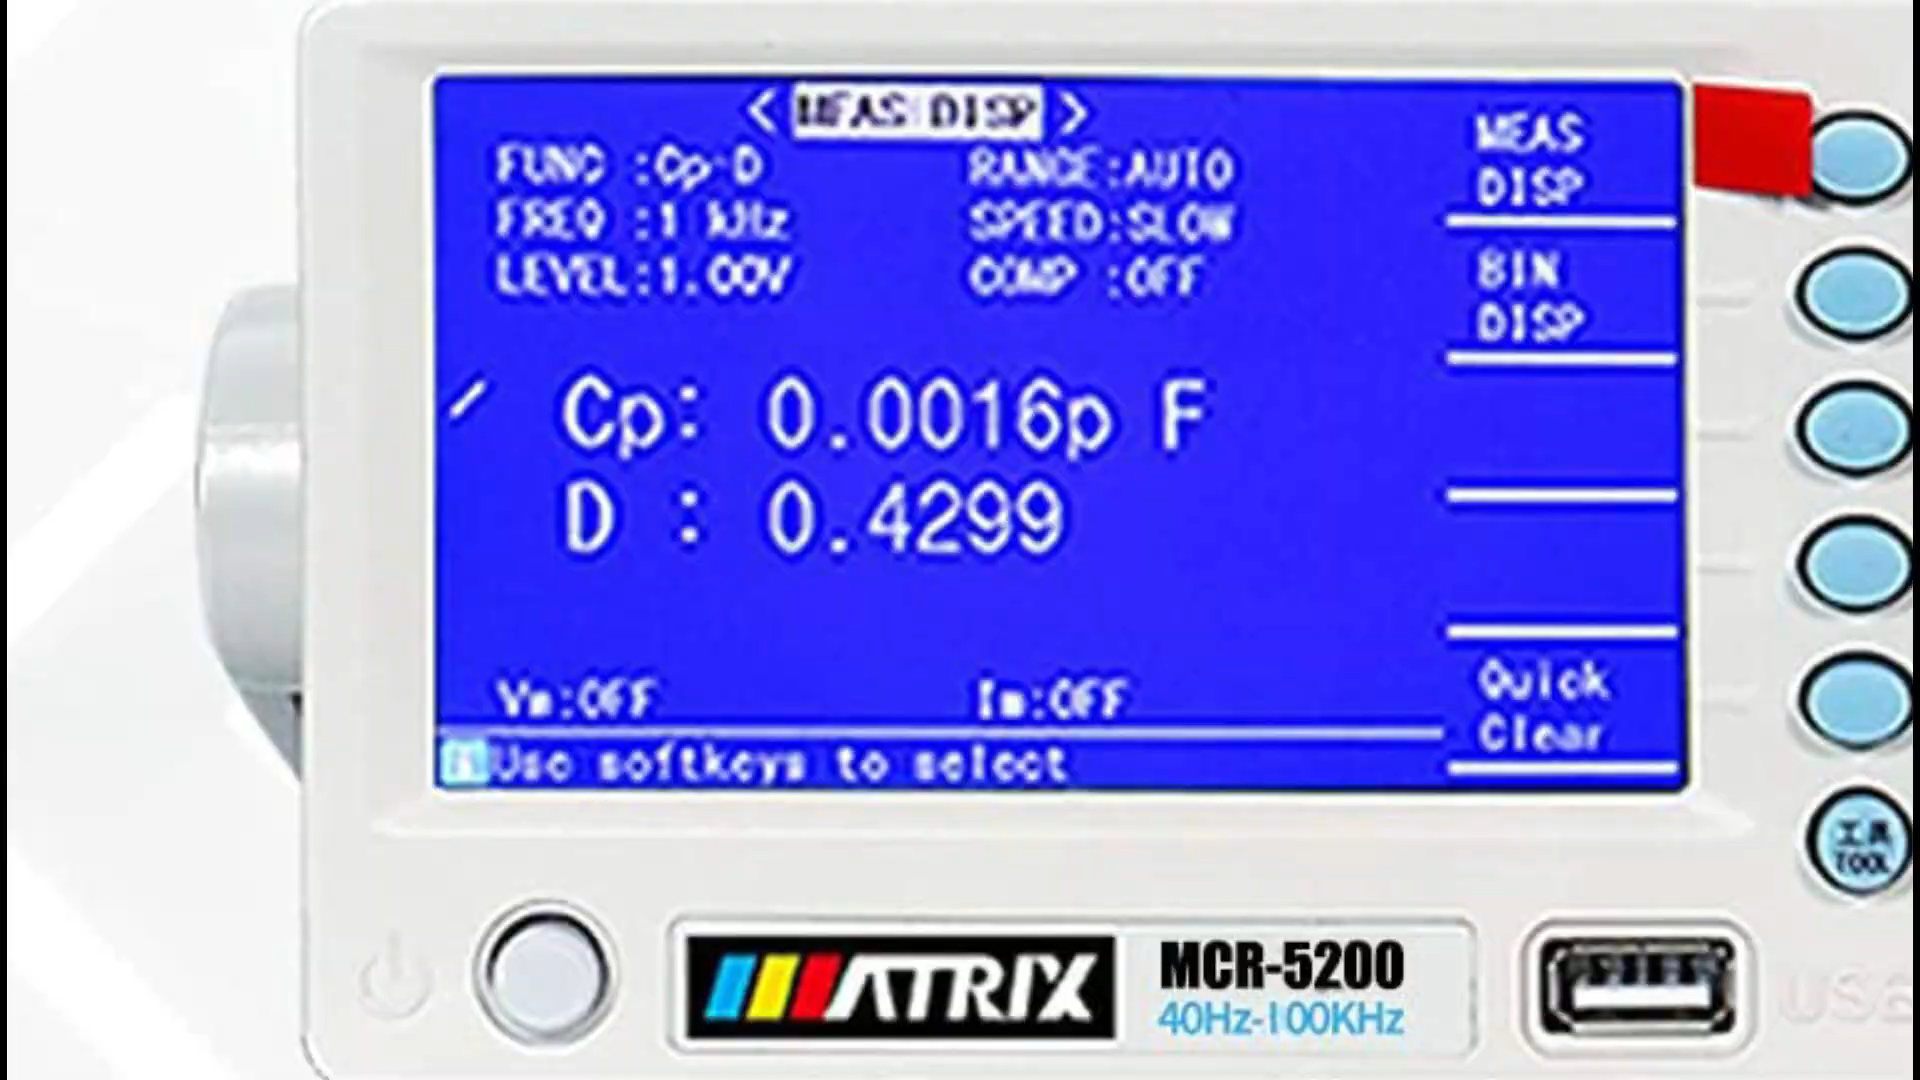 < MEAS DISP >
FUNC :Cp-D RANGE:AUTO
FREQ :1 kHz SPEED:SLOW
LEVEL:1.00V COMP :OFF
Cp: 0.0016p F
D : 0.4299
Vm:OFF Im:OFF
Use softkeys to select
MEAS
DISP
BIN
DISP
Quick
Clear
工具
TOOL
MATRIX
MCR-5200
40Hz-100KHz
USB